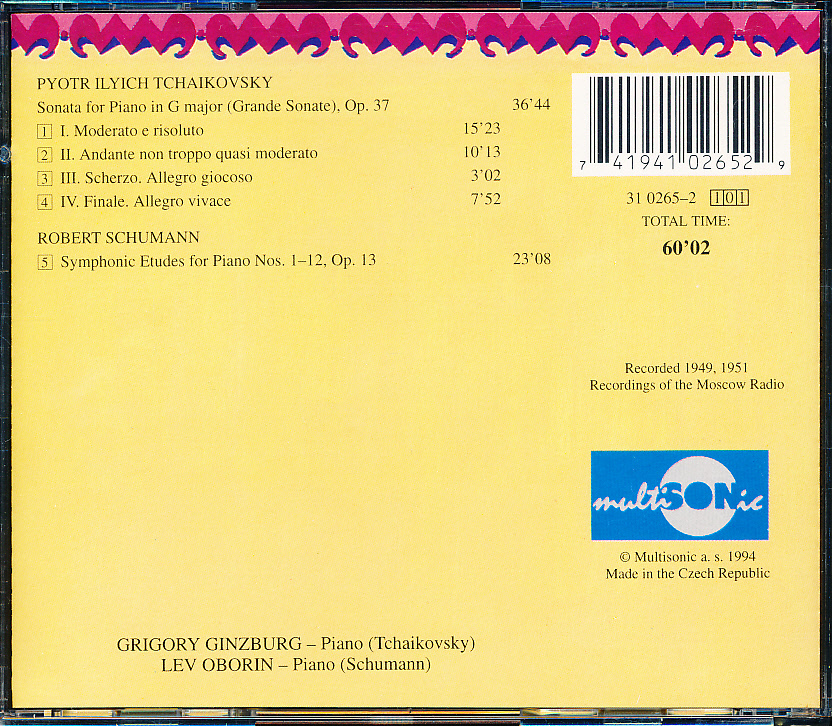 PYOTR ILYICH TCHAIKOVSKY
Sonata for Piano in G major (Grande Sonate), Op. 37 36’44
1 I. Moderato e risoluto 15’23
2 II. Andante non troppo quasi moderato 10’13
3 III. Scherzo. Allegro giocoso 3’02
4 IV. Finale. Allegro vivace 7’52
ROBERT SCHUMANN
5 Symphonic Etudes for Piano Nos. 1–12, Op. 13 23’08
7 41941 02652 9
31 0265–2 101
TOTAL TIME:
60’02
Recorded 1949, 1951
Recordings of the Moscow Radio
multiSONic
© Multisonic a. s. 1994
Made in the Czech Republic
GRIGORY GINZBURG – Piano (Tchaikovsky)
LEV OBORIN – Piano (Schumann)